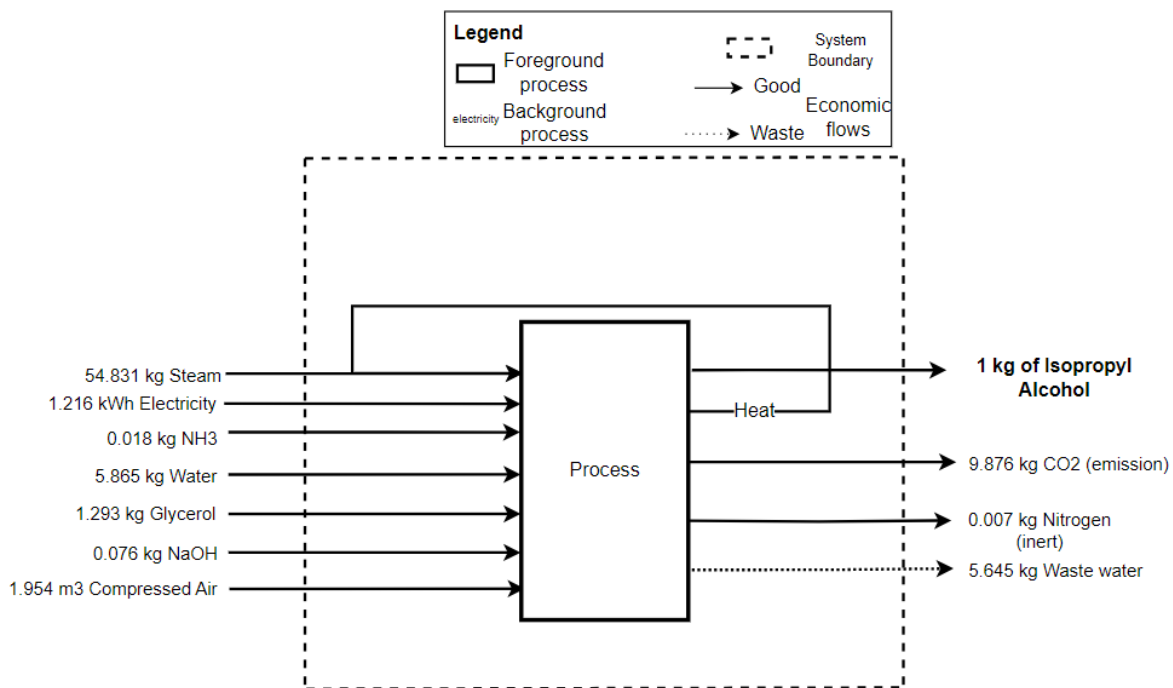 Legend
Foreground
process
electricity Background
process
System
Boundary
Good
Economic
flows
Waste
54.831 kg Steam
1.216 kWh Electricity
0.018 kg NH3
5.865 kg Water
1.293 kg Glycerol
0.076 kg NaOH
1.954 m3 Compressed Air
Process
Heat
1 kg of Isopropyl
Alcohol
9.876 kg CO2 (emission)
0.007 kg Nitrogen
(inert)
5.645 kg Waste water